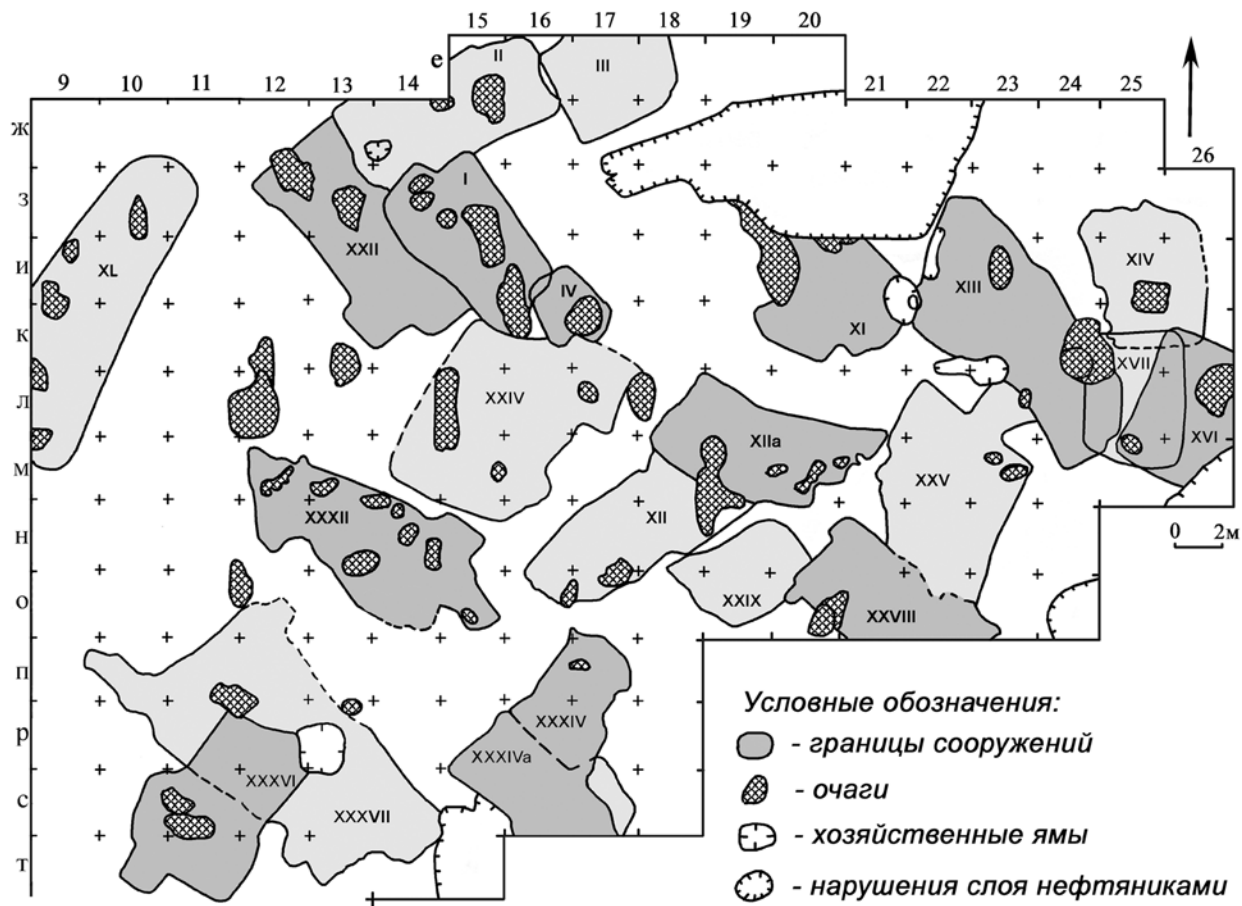 15 16 17 18 19 20
е
9 10 11 12 13 14
21 22 23 24 25
26
Ж
З
И
К
Л
М
Н
О
П
Р
С
Т
II
III
I
XXII
XL
IV
XIV
XIII
XI
XVII
XXIV
XVI
XIIa
XXV
XII
XXXII
XXIX
XXVIII
XXXIV
XXXIVa
XXXVI
XXXVII
0 2м
Условные обозначения:
- границы сооружений
- очаги
- хозяйственные ямы
- нарушения слоя нефтяниками